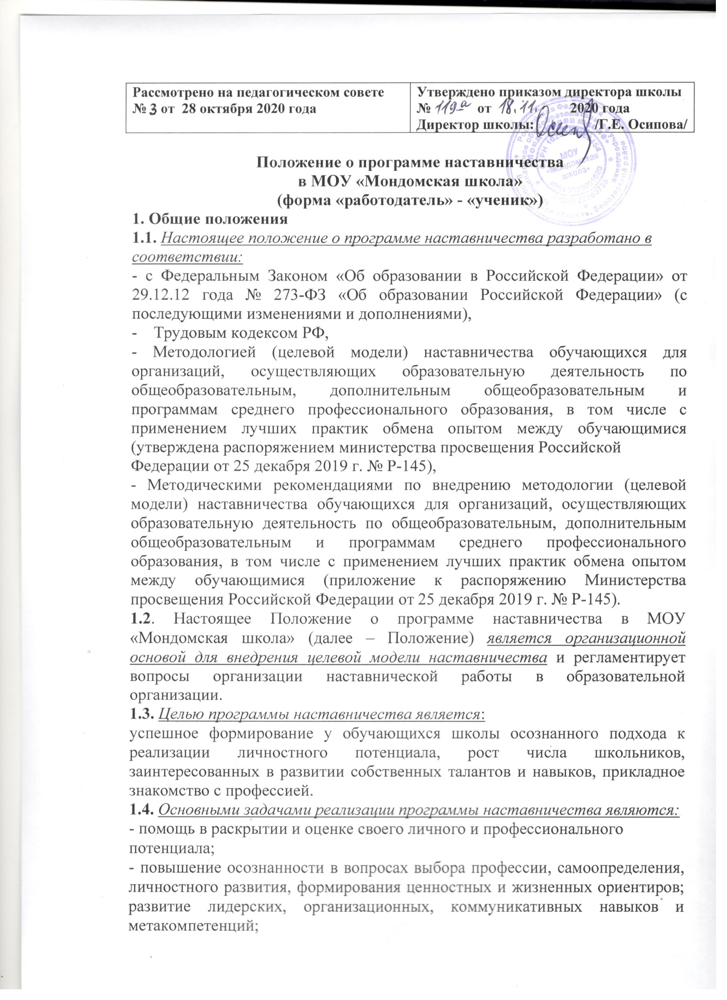 Рассмотрено на педагогическом совете
№ 3 от 28 октября 2020 года
Утверждено приказом директора школы
№ 119а от 18.11. 2020 года
Директор школы: /Г.Е. Осипова/
МОУ
«Мондомская
школа»
Положение о программе наставничества
в МОУ «Мондомская школа»
(форма «работодатель» - «ученик»)
1. Общие положения
1.1. Настоящее положение о программе наставничества разработано в
соответствии:
- с Федеральным Законом «Об образовании в Российской Федерации» от
29.12.12 года № 273-ФЗ «Об образовании Российской Федерации» (с
последующими изменениями и дополнениями),
- Трудовым кодексом РФ,
- Методологией (целевой модели) наставничества обучающихся для
организаций, осуществляющих образовательную деятельность по
общеобразовательным, дополнительным общеобразовательным и
программам среднего профессионального образования, в том числе с
применением лучших практик обмена опытом между обучающимися
(утверждена распоряжением министерства просвещения Российской
Федерации от 25 декабря 2019 г. № Р-145),
- Методическими рекомендациями по внедрению методологии (целевой
модели) наставничества обучающихся для организаций, осуществляющих
образовательную деятельность по общеобразовательным, дополнительным
общеобразовательным и программам среднего профессионального
образования, в том числе с применением лучших практик обмена опытом
между обучающимися (приложение к распоряжению Министерства
просвещения Российской Федерации от 25 декабря 2019 г. № Р-145).
1.2. Настоящее Положение о программе наставничества в МОУ
«Мондомская школа» (далее – Положение) является организационной
основой для внедрения целевой модели наставничества и регламентирует
вопросы организации наставнической работы в образовательной
организации.
1.3. Целью программы наставничества является:
успешное формирование у обучающихся школы осознанного подхода к
реализации личностного потенциала, рост числа школьников,
заинтересованных в развитии собственных талантов и навыков, прикладное
знакомство с профессией.
1.4. Основными задачами реализации программы наставничества являются:
- помощь в раскрытии и оценке своего личного и профессионального
потенциала;
- повышение осознанности в вопросах выбора профессии, самоопределения,
личностного развития, формирования ценностных и жизненных ориентиров;
развитие лидерских, организационных, коммуникативных навыков и
метакомпетенций;